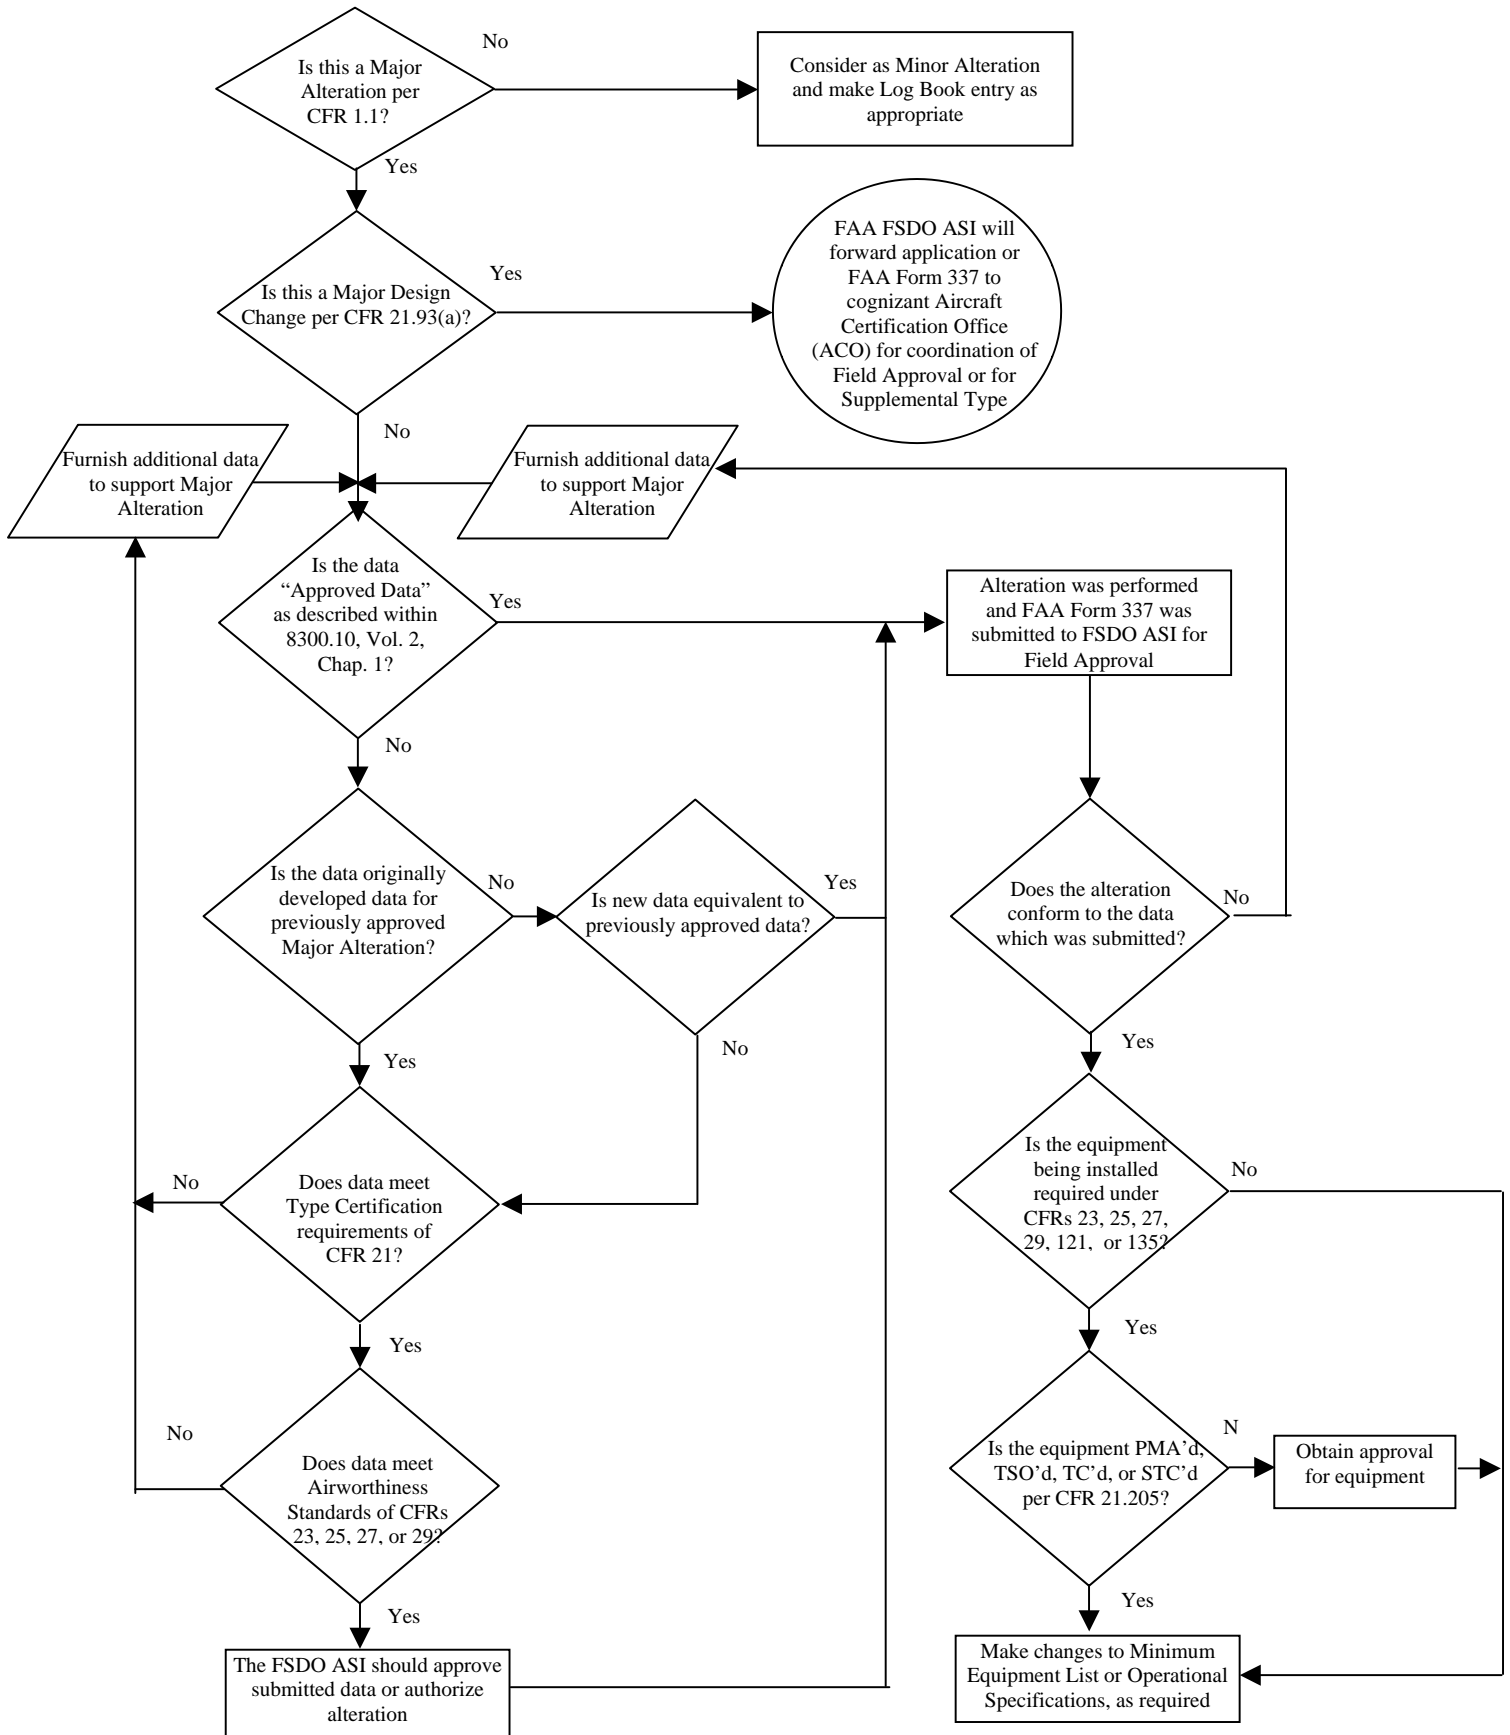 Is this a Major
Alteration per
CFR 1.1?
No
Consider as Minor Alteration
and make Log Book entry as
appropriate
Yes
Is this a Major Design
Change per CFR 21.93(a)?
Yes
FAA FSDO ASI will
forward application or
FAA Form 337 to
cognizant Aircraft
Certification Office
(ACO) for coordination of
Field Approval or for
Supplemental Type
No
Furnish additional data
to support Major
Alteration
Furnish additional data
to support Major
Alteration
Is the data
“Approved Data”
as described within
8300.10, Vol. 2,
Chap. 1?
Yes
Alteration was performed
and FAA Form 337 was
submitted to FSDO ASI for
Field Approval
No
Is the data originally
developed data for
previously approved
Major Alteration?
No
Is new data equivalent to
previously approved data?
Yes
Does the alteration
conform to the data
which was submitted?
No
Yes
No
Yes
Does data meet
Type Certification
requirements of
CFR 21?
No
Is the equipment
being installed
required under
CFRs 23, 25, 27,
29, 121, or 135?
No
Yes
Yes
Does data meet
Airworthiness
Standards of CFRs
23, 25, 27, or 29?
No
Is the equipment PMA’d,
TSO’d, TC’d, or STC’d
per CFR 21.205?
N
Obtain approval
for equipment
Yes
Yes
The FSDO ASI should approve
submitted data or authorize
alteration
Make changes to Minimum
Equipment List or Operational
Specifications, as required